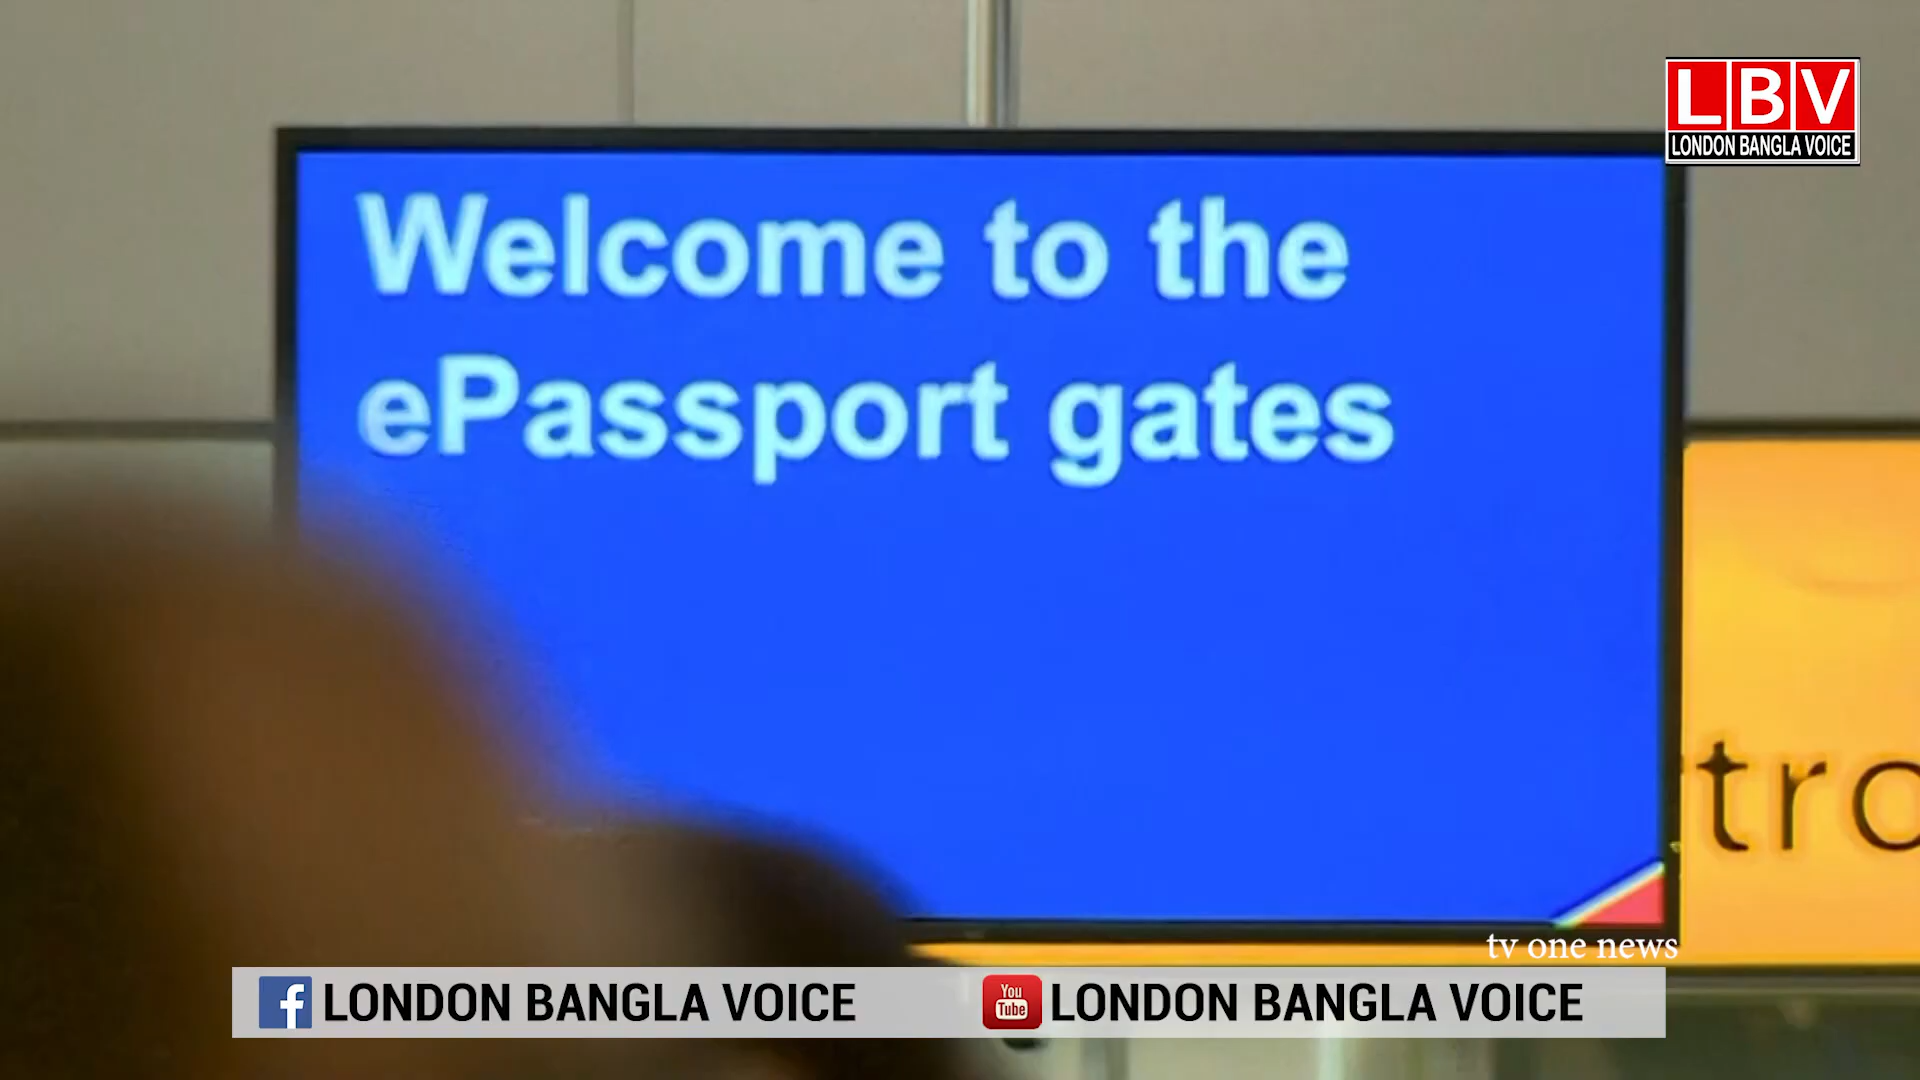 LBV
LONDON BANGLA VOICE
Welcome to the
ePassport gates
tro
tv one news
LONDON BANGLA VOICE
You
Tube
LONDON BANGLA VOICE